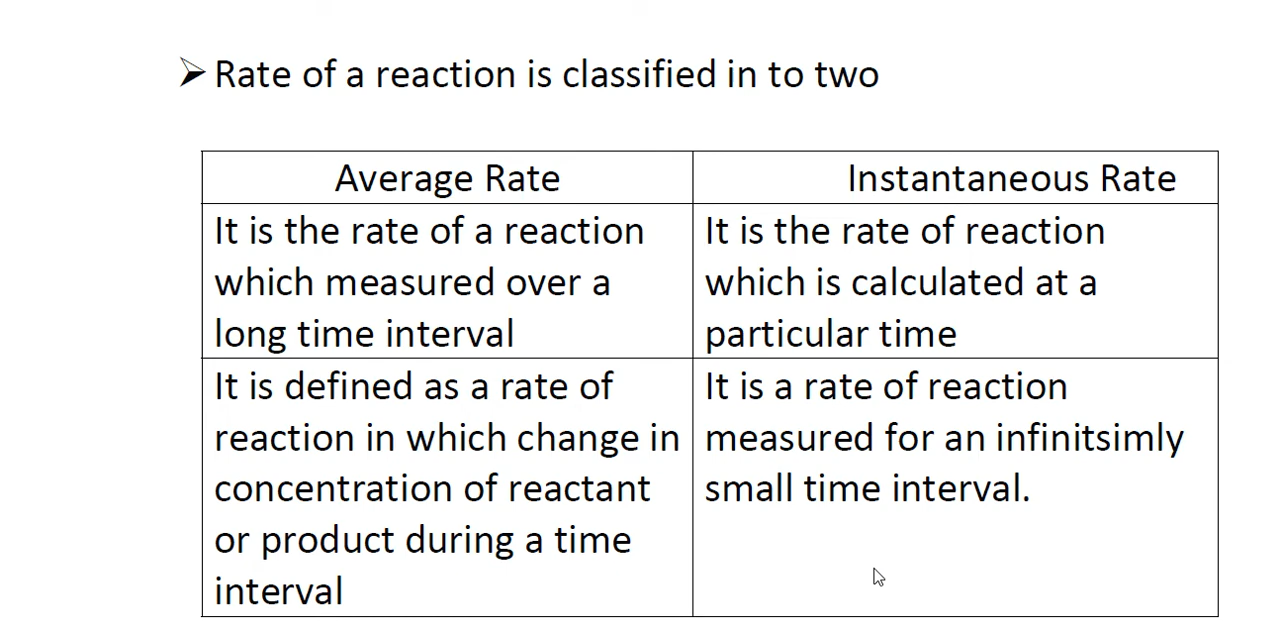 Rate of a reaction is classified in to two
Average Rate
Instantaneous Rate
It is the rate of a reaction
which measured over a
long time interval
It is the rate of reaction
which is calculated at a
particular time
It is defined as a rate of
reaction in which change in
concentration of reactant
or product during a time
interval
It is a rate of reaction
measured for an infinitsimly
small time interval.